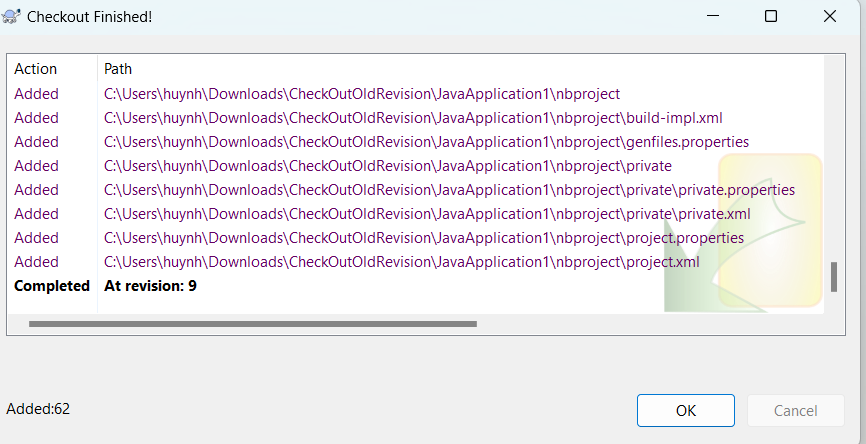 Checkout Finished!
Action Path
Added C:\Users\huynh\Downloads\CheckOutOldRevision\JavaApplication1\nbproject
Added C:\Users\huynh\Downloads\CheckOutOldRevision\JavaApplication1\nbproject\build-impl.xml
Added C:\Users\huynh\Downloads\CheckOutOldRevision\JavaApplication1\nbproject\genfiles.properties
Added C:\Users\huynh\Downloads\CheckOutOldRevision\JavaApplication1\nbproject\private
Added C:\Users\huynh\Downloads\CheckOutOldRevision\JavaApplication1\nbproject\private\private.properties
Added C:\Users\huynh\Downloads\CheckOutOldRevision\JavaApplication1\nbproject\private\private.xml
Added C:\Users\huynh\Downloads\CheckOutOldRevision\JavaApplication1\nbproject\project.properties
Added C:\Users\huynh\Downloads\CheckOutOldRevision\JavaApplication1\nbproject\project.xml
Completed At revision: 9
Added:62
OK Cancel